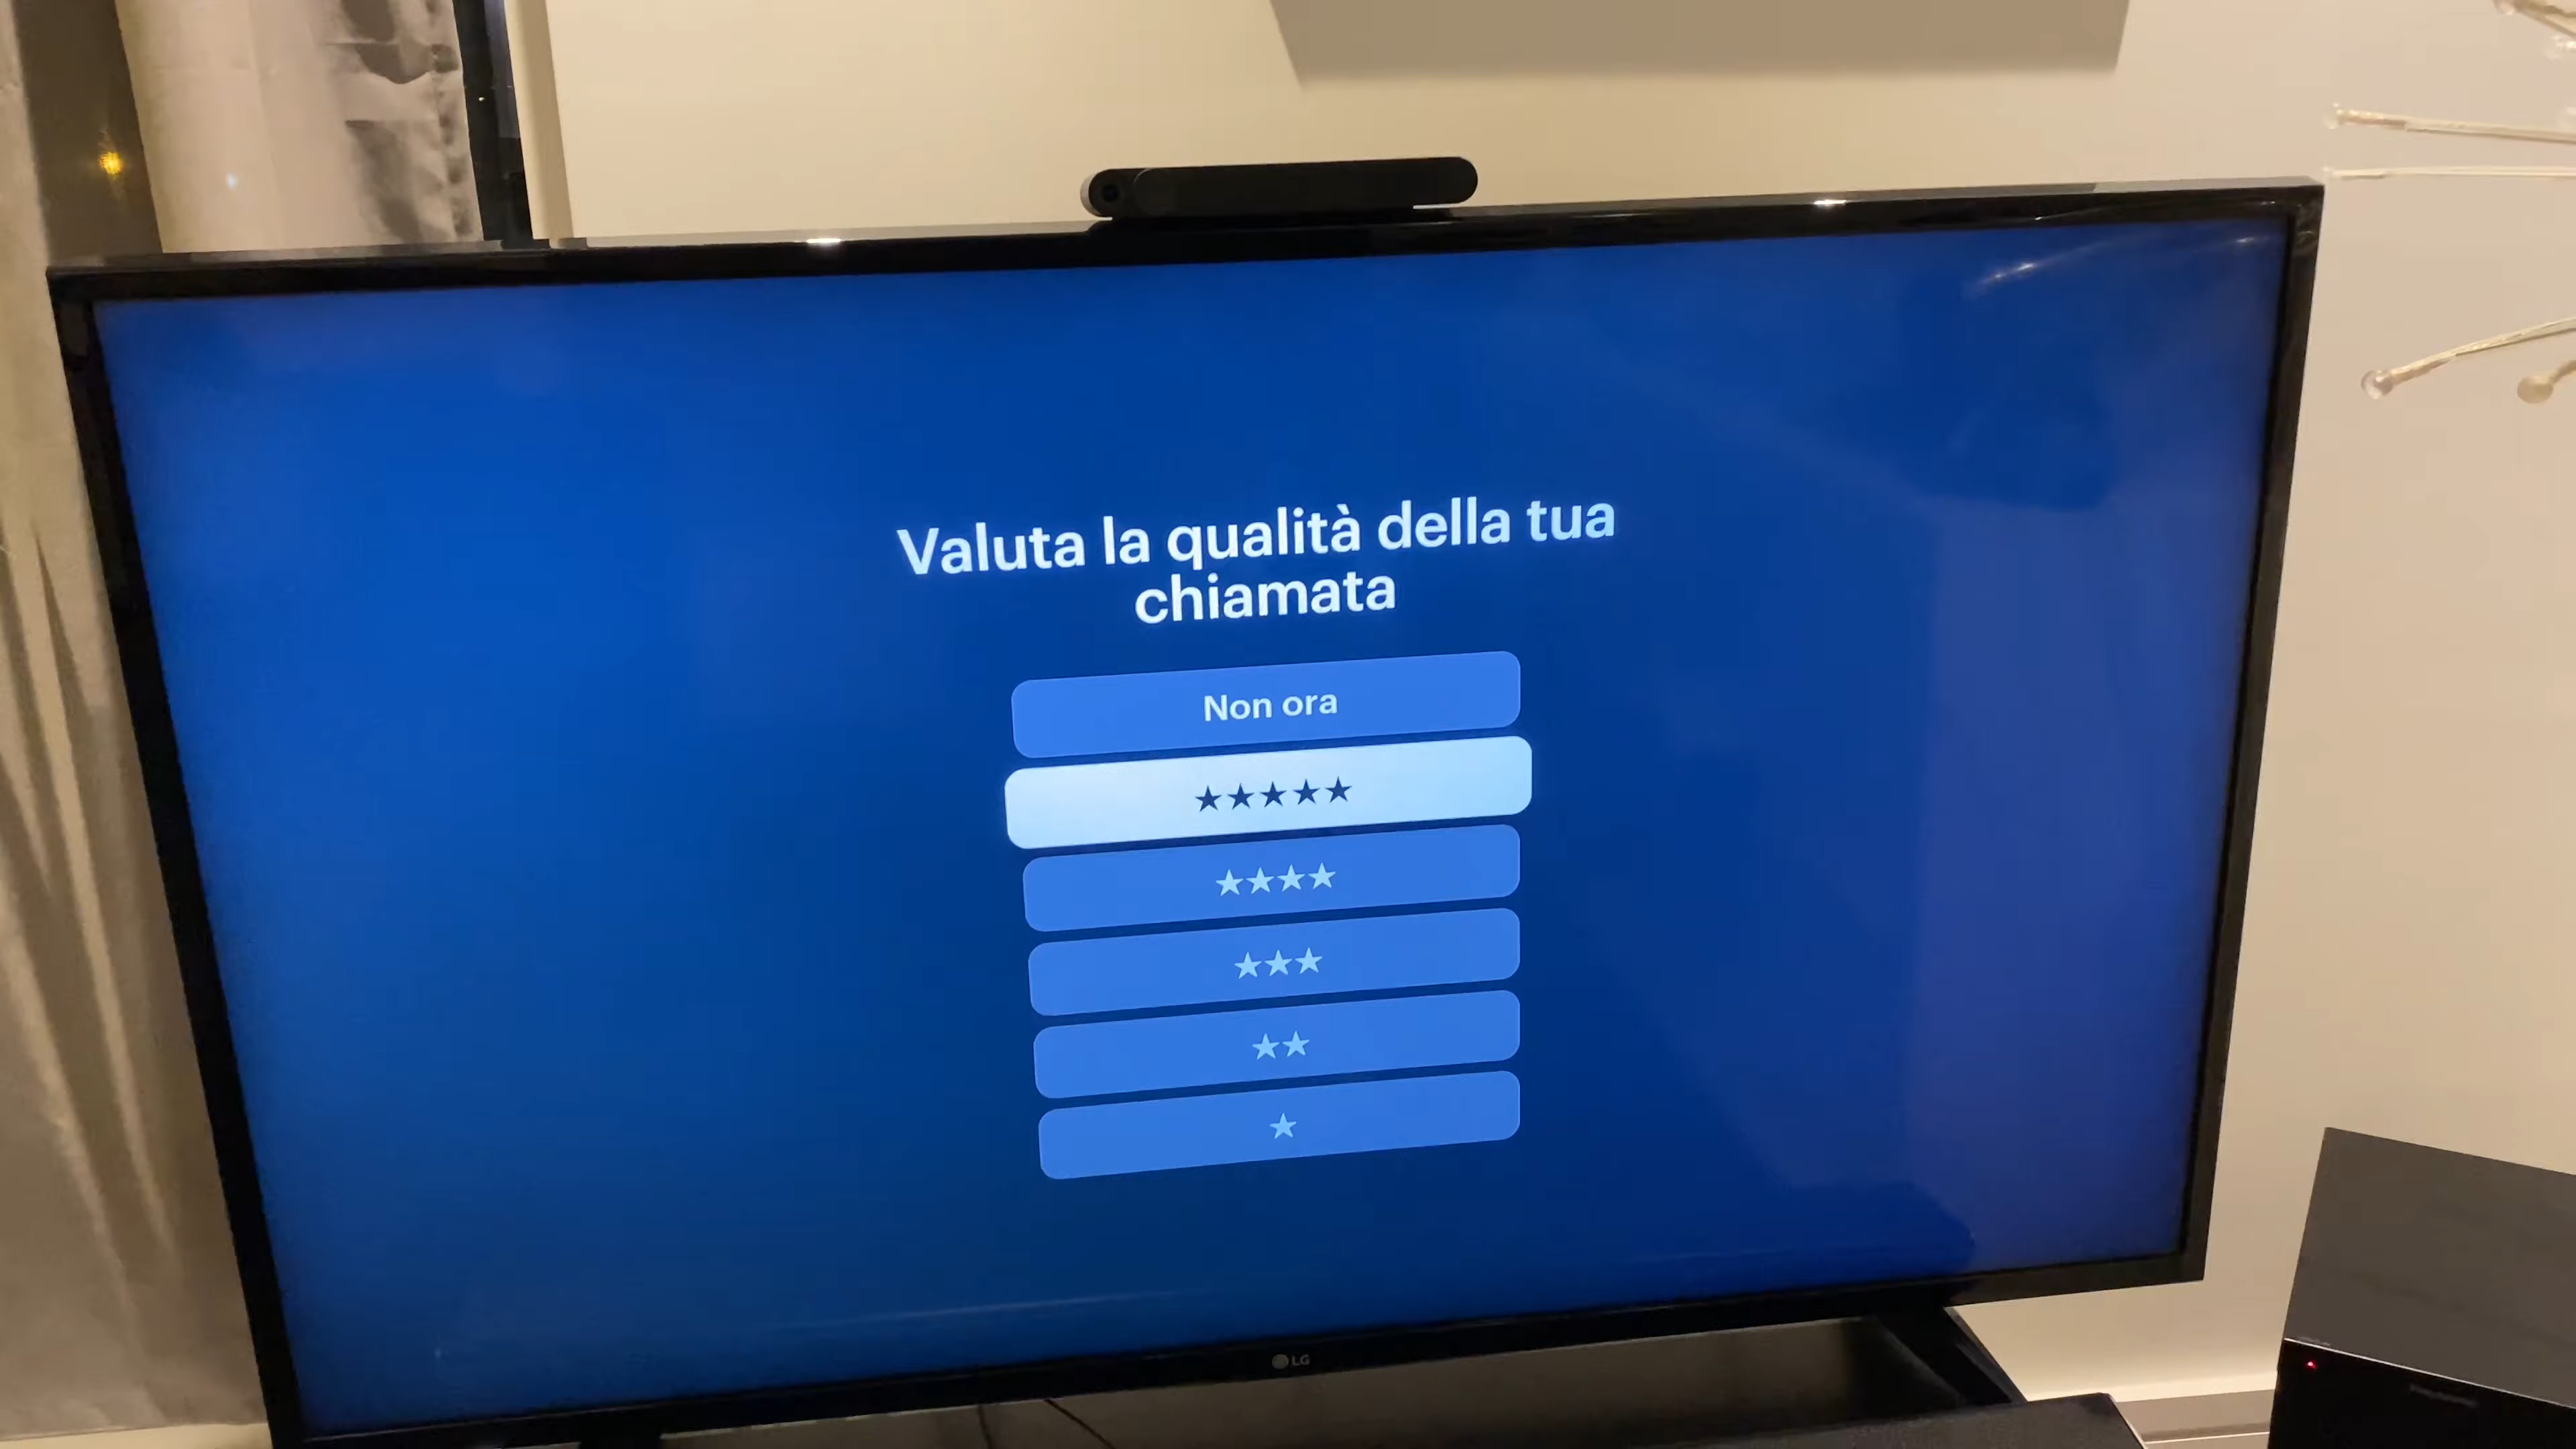 Valuta la qualità della tua
chiamata
Non ora
★★★★★
★★★★
★★★
★★
★
LG